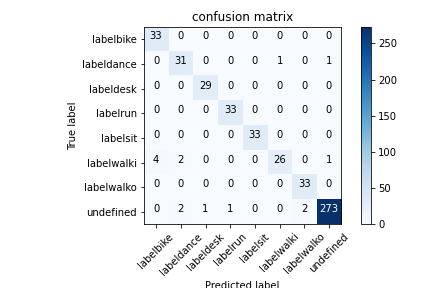 confusion matrix
labelbike 33 0 0 0 0 0 0 0
labeldance 0 31 0 0 0 1 0 1
labeldesk 0 0 29 0 0 0 0 0
labelrun 0 0 0 33 0 0 0 0
labelsit 0 0 0 0 33 0 0 0
labelwalki 4 2 0 0 0 26 0 1
labelwalko 0 0 0 0 0 0 33 0
undefined 0 2 1 1 0 0 2 273
True label
labelbike labeldance labeldesk labelrun labelsit labelwalki labelwalko undefined
Predicted label
250
200
150
100
50
0